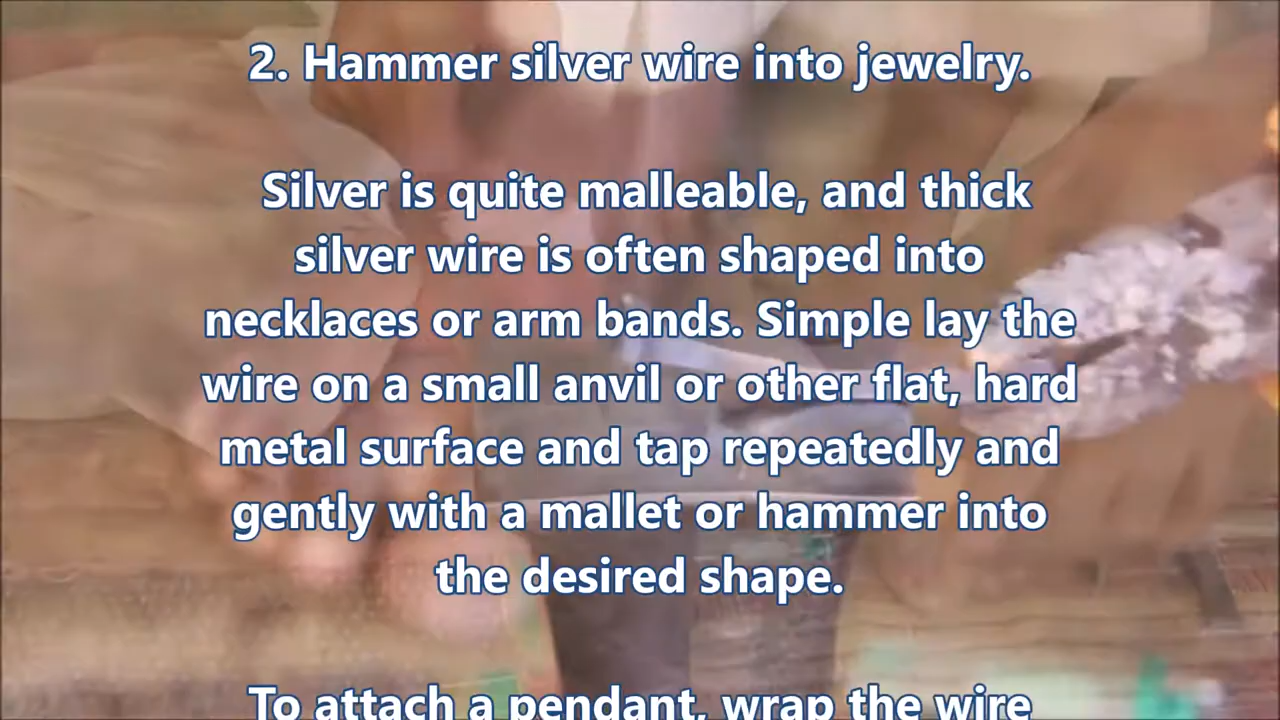 2. Hammer silver wire into jewelry.
Silver is quite malleable, and thick
silver wire is often shaped into
necklaces or arm bands. Simple lay the
wire on a small anvil or other flat, hard
metal surface and tap repeatedly and
gently with a mallet or hammer into
the desired shape.
To attach a pendant, wrap the wire